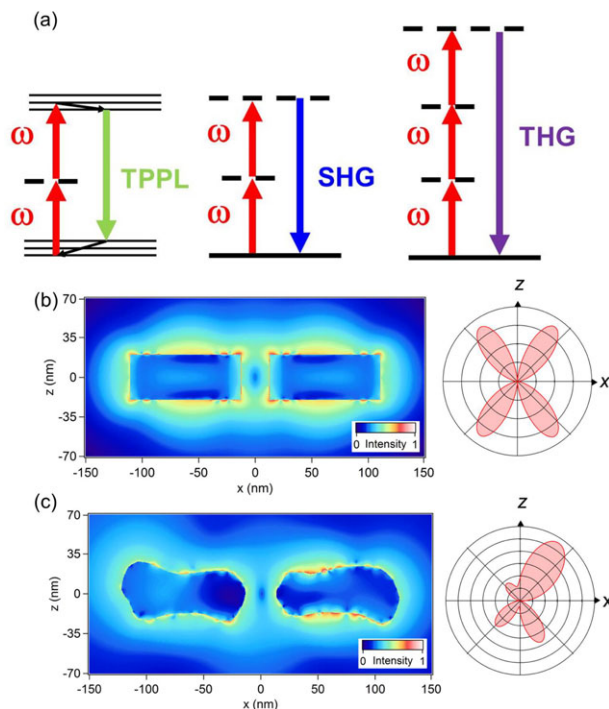 (a)
ω
ω
TPPL
ω
ω
SHG
ω
ω
ω
THG
(b)
70
35
0
-35
-70
z (nm)
-150 -100 -50 0 50 100 150
x (nm)
0 Intensity 1
z
x
(c)
70
35
0
-35
-70
z (nm)
-150 -100 -50 0 50 100 150
x (nm)
0 Intensity 1
z
x